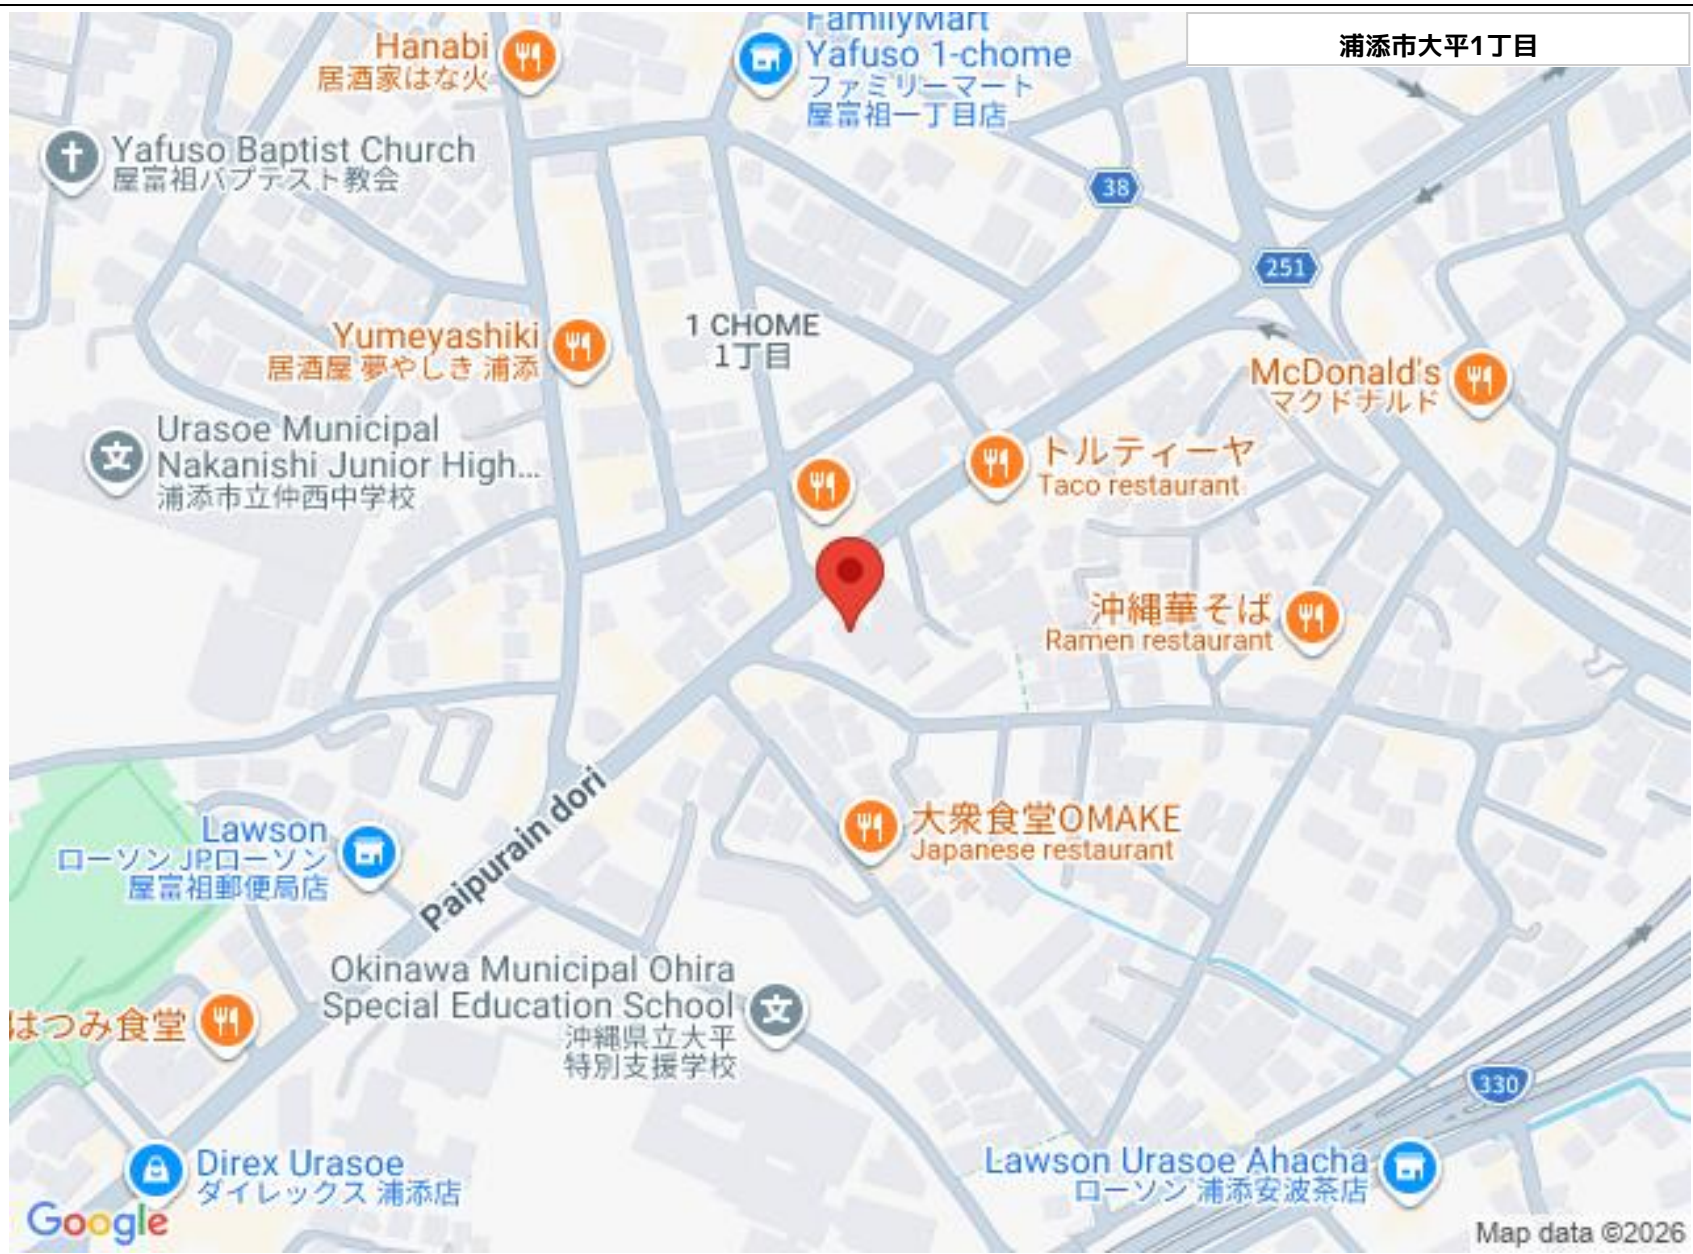 浦添市大平1丁目
FamilyMart
Yafuso 1-chome
ファミリーマート
屋富祖一丁目店
Hanabi
居酒家はな火
Yafuso Baptist Church
屋富祖バプテスト教会
38
251
1 CHOME
1丁目
Yumeyashiki
居酒屋 夢やしき 浦添
McDonald's
マクドナルド
Urasoe Municipal
Nakanishi Junior High...
浦添市立仲西中学校
トルティーヤ
Taco restaurant
沖縄華そば
Ramen restaurant
Paipurain dori
Lawson
ローソン JPローソン
屋富祖郵便局店
大衆食堂OMAKE
Japanese restaurant
Okinawa Municipal Ohira
Special Education School
沖縄県立大平
特別支援学校
はつみ食堂
330
Direx Urasoe
ダイレックス 浦添店
Lawson Urasoe Ahacha
ローソン 浦添安波茶店
Google
Map data ©2026